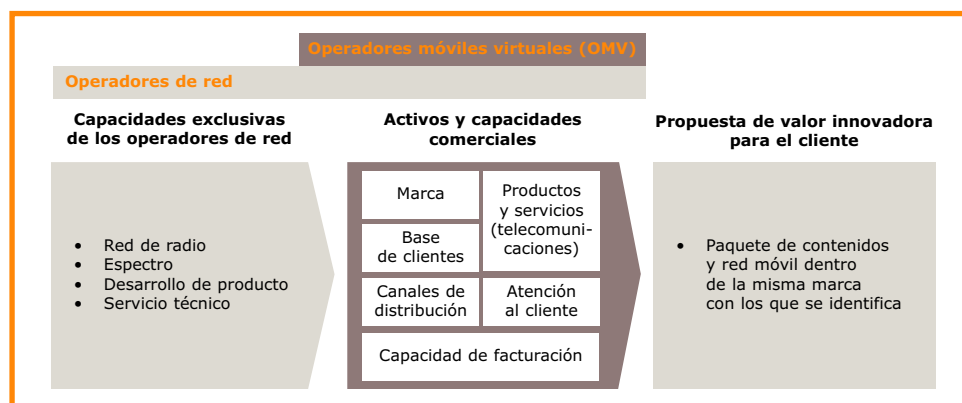 Operadores móviles virtuales (OMV)
Operadores de red
Capacidades exclusivas
de los operadores de red
Activos y capacidades
comerciales
Propuesta de valor innovadora
para el cliente
• Red de radio
• Espectro
• Desarrollo de producto
• Servicio técnico
Marca
Base
de clientes
Productos
y servicios
(telecomuni-
caciones)
Canales de
distribución
Atención
al cliente
Capacidad de facturación
• Paquete de contenidos
y red móvil dentro
de la misma marca
con los que se identifica